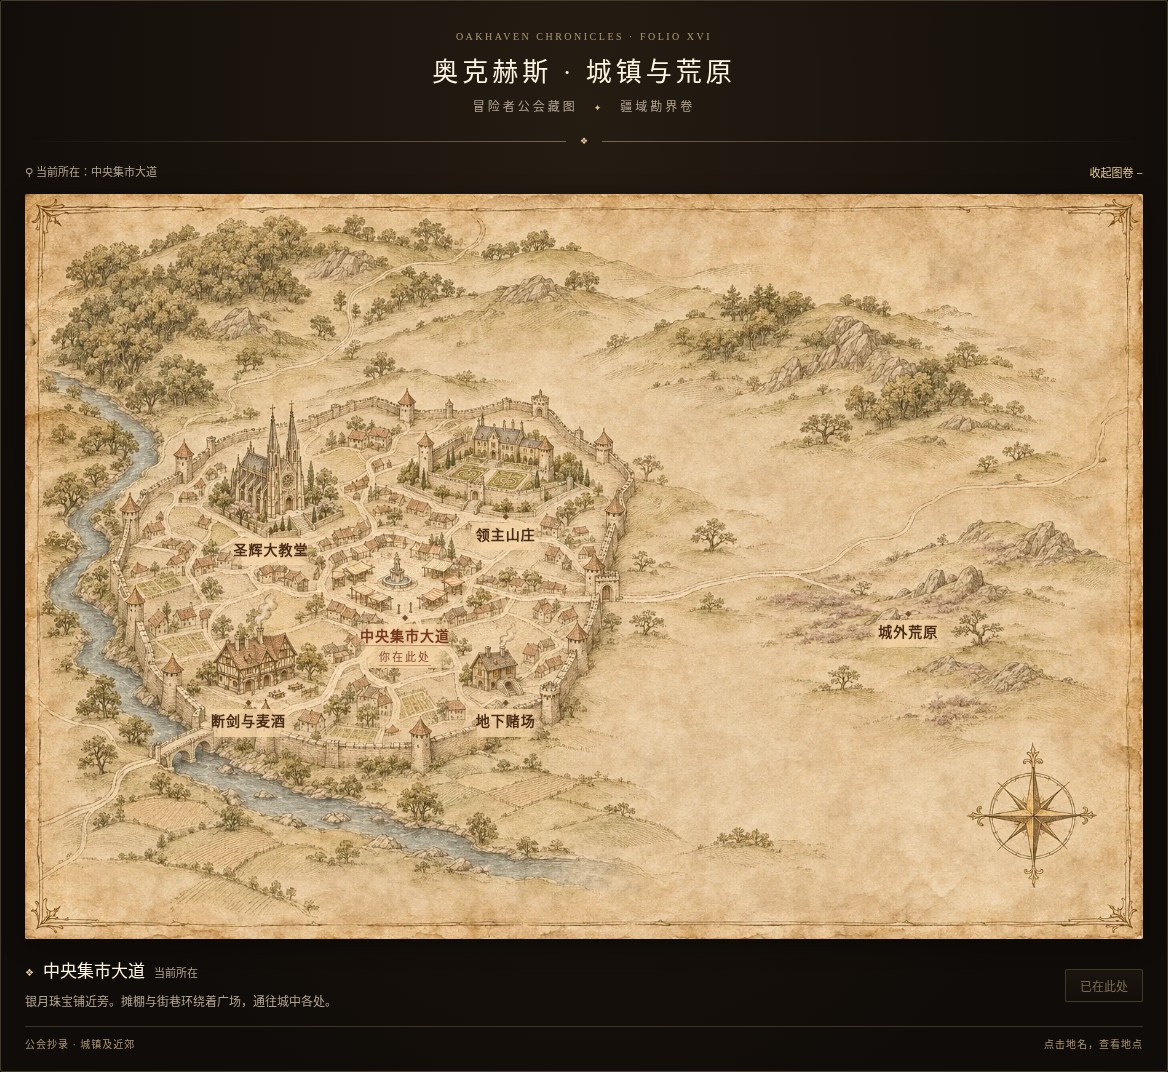 OAKHAVEN CHRONICLES · FOLIO XVI
奥克赫斯 · 城镇与荒原
冒险者公会藏图 ✦ 疆域勘界卷
当前所在：中央集市大道
收起图卷 −
圣辉大教堂
领主山庄
中央集市大道
你在此处
城外荒原
断剑与麦酒
地下赌场
中央集市大道 当前所在
已在此处
银月珠宝铺近旁。摊棚与街巷环绕着广场，通往城中各处。
公会抄录 · 城镇及近郊
点击地名，查看地点